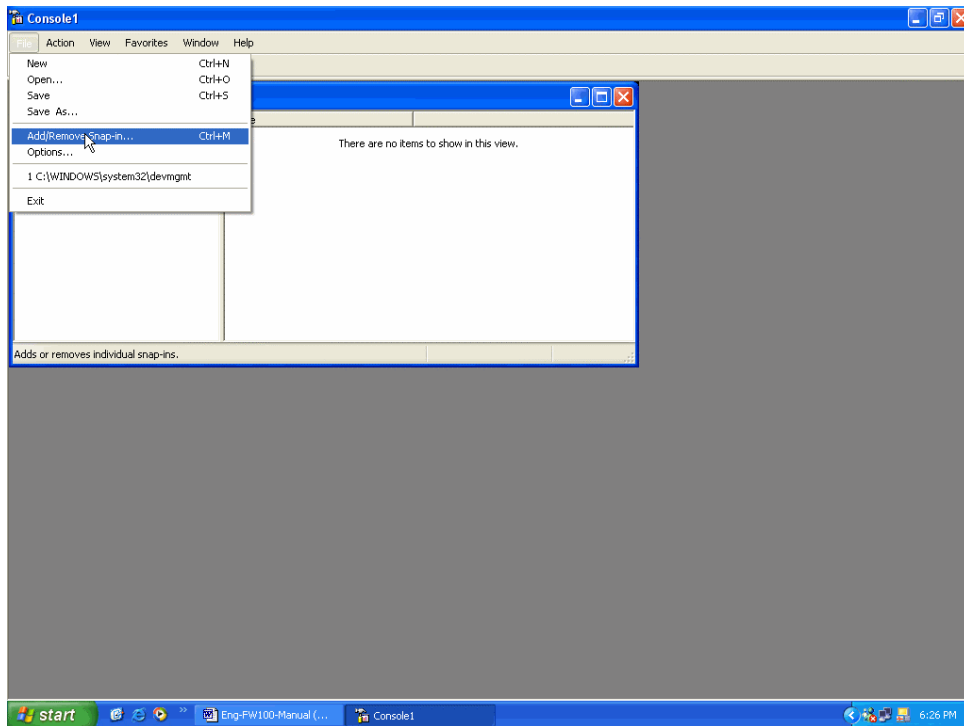 Console1
File Action View Favorites Window Help
New Ctrl+N
Open... Ctrl+O
Save Ctrl+S
Save As...
Add/Remove Snap-in... Ctrl+M
Options...
1 C:\WINDOWS\system32\devmgmt
Exit
There are no items to show in this view.
Adds or removes individual snap-ins.
start Eng-FW100-Manual (... Console1 6:26 PM